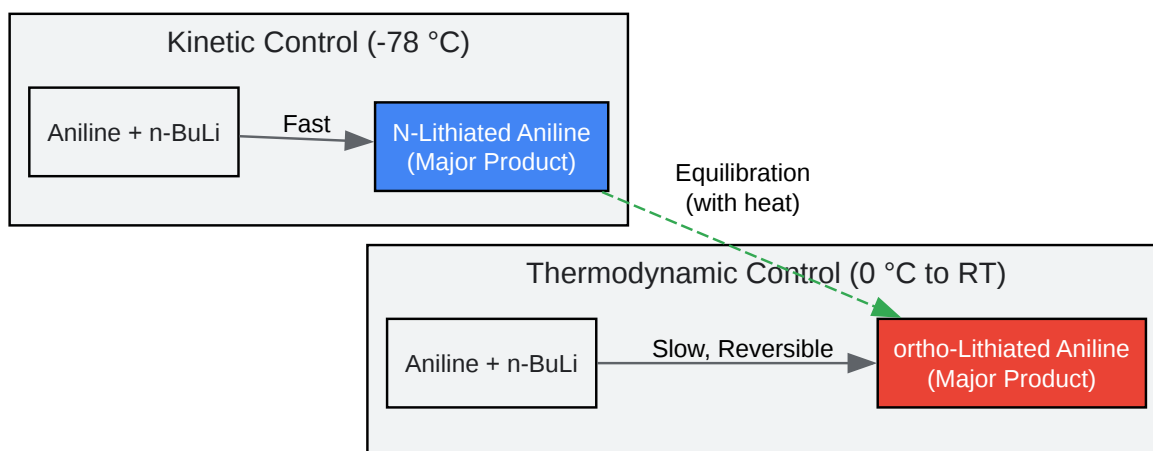 Kinetic Control (-78 °C)
Aniline + n-BuLi
Fast
N-Lithiated Aniline
(Major Product)
Equilibration
(with heat)
Thermodynamic Control (0 °C to RT)
Aniline + n-BuLi
Slow, Reversible
ortho-Lithiated Aniline
(Major Product)